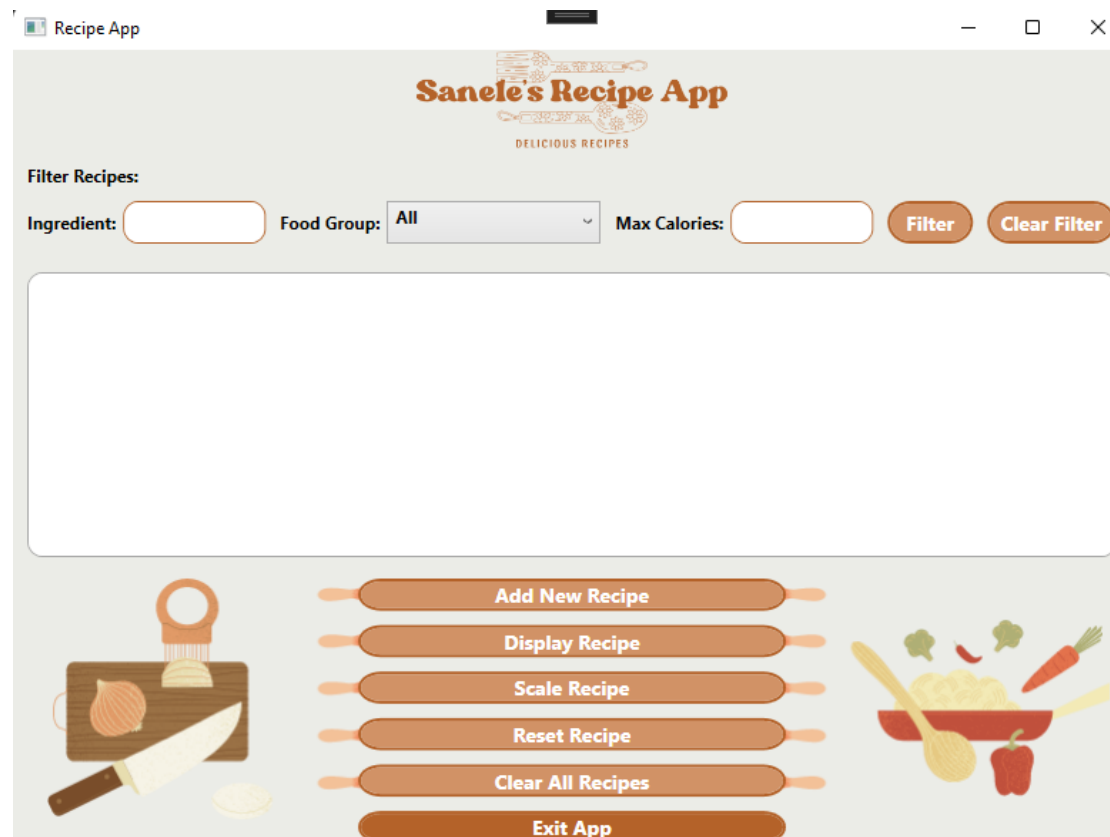 Recipe App
Sanele's Recipe App
DELICIOUS RECIPES
Filter Recipes:
Ingredient: Food Group: All Max Calories: Filter Clear Filter
Add New Recipe
Display Recipe
Scale Recipe
Reset Recipe
Clear All Recipes
Exit App